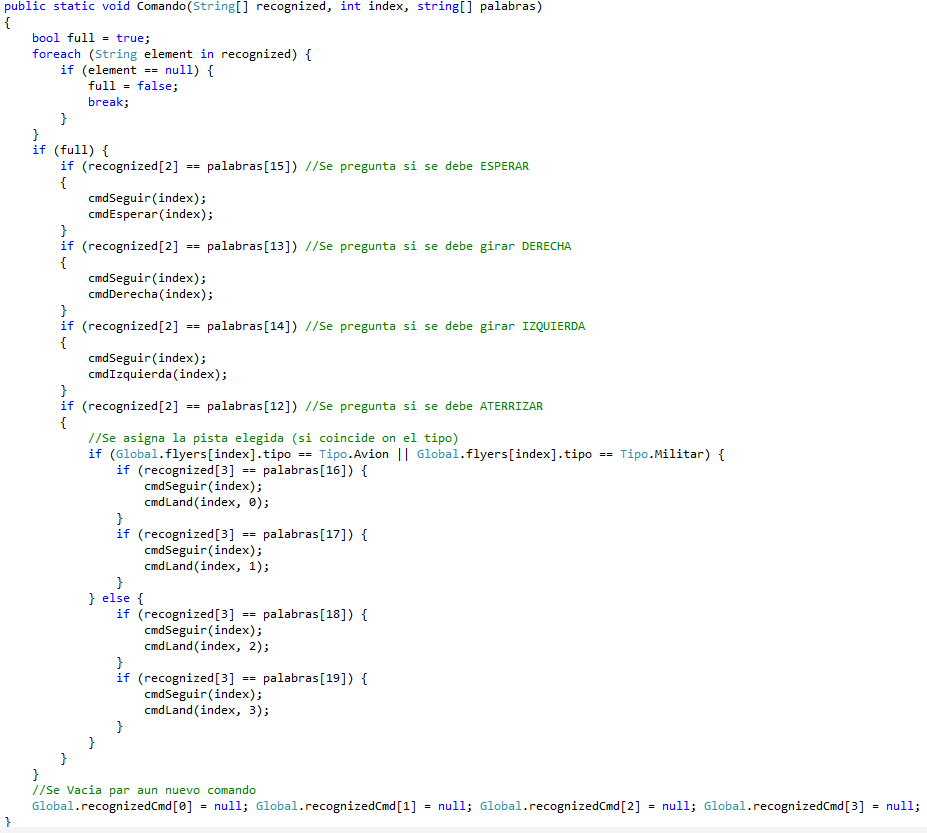 public static void Comando(String[] recognized, int index, string[] palabras)
{
    bool full = true;
    foreach (String element in recognized) {
        if (element == null) {
            full = false;
            break;
        }
    }
    if (full) {
        if (recognized[2] == palabras[15]) //Se pregunta si se debe ESPERAR
        {
            cmdSeguir(index);
            cmdEsperar(index);
        }
        if (recognized[2] == palabras[13]) //Se pregunta si se debe girar DERECHA
        {
            cmdSeguir(index);
            cmdDerecha(index);
        }
        if (recognized[2] == palabras[14]) //Se pregunta si se debe girar IZQUIERDA
        {
            cmdSeguir(index);
            cmdIzquierda(index);
        }
        if (recognized[2] == palabras[12]) //Se pregunta si se debe ATERRIZAR
        {
            //Se asigna la pista elegida (si coincide on el tipo)
            if (Global.flyers[index].tipo == Tipo.Avion || Global.flyers[index].tipo == Tipo.Militar) {
                if (recognized[3] == palabras[16]) {
                    cmdSeguir(index);
                    cmdLand(index, 0);
                }
                if (recognized[3] == palabras[17]) {
                    cmdSeguir(index);
                    cmdLand(index, 1);
                }
            } else {
                if (recognized[3] == palabras[18]) {
                    cmdSeguir(index);
                    cmdLand(index, 2);
                }
                if (recognized[3] == palabras[19]) {
                    cmdSeguir(index);
                    cmdLand(index, 3);
                }
            }
        }
    }
    //Se Vacia par aun nuevo comando
    Global.recognizedCmd[0] = null; Global.recognizedCmd[1] = null; Global.recognizedCmd[2] = null; Global.recognizedCmd[3] = null;
}